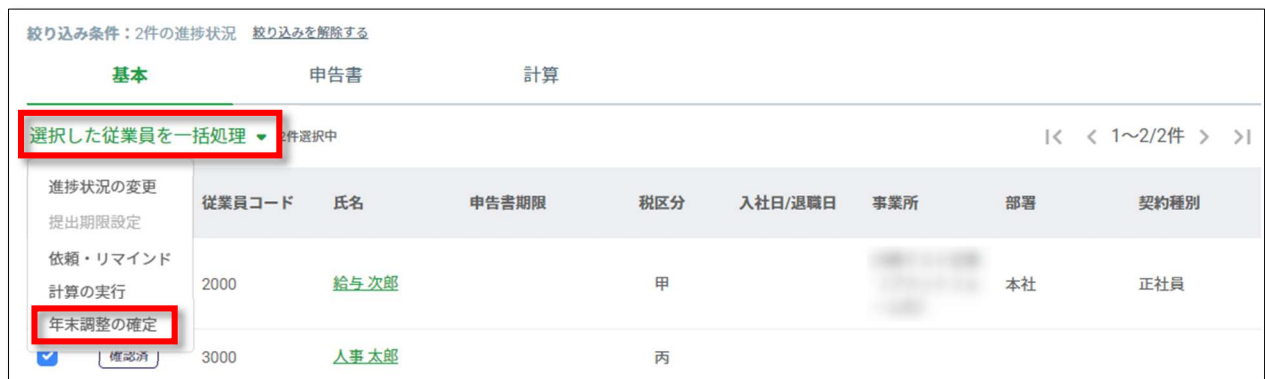 絞り込み条件：2件の進捗状況 絞り込みを解除する
基本 申告書 計算
選択した従業員を一括処理 2件選択中 1～2/2件
進捗状況の変更
提出期限設定
依頼・リマインド
計算の実行
年末調整の確定
従業員コード 氏名 申告書期限 税区分 入社日/退職日 事業所 部署 契約種別
2000 給与 次郎 甲 本社 正社員
確認済 3000 人事 太郎 丙